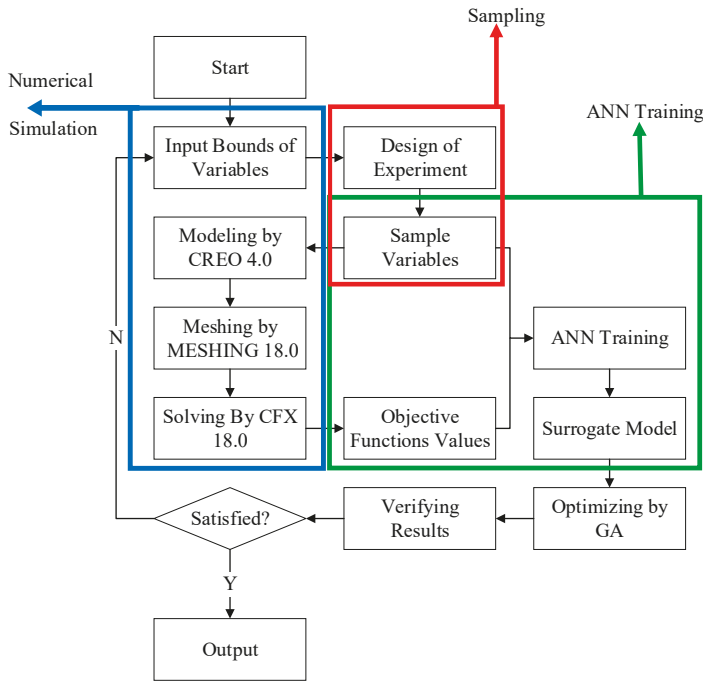 Sampling
Numerical
Simulation
ANN Training
Start
Input Bounds of
Variables
Design of
Experiment
Modeling by
CREO 4.0
Sample
Variables
Meshing by
MESHING 18.0
N
ANN Training
Solving By CFX
18.0
Objective
Functions Values
Surrogate Model
Satisfied?
Verifying
Results
Optimizing by
GA
Y
Output